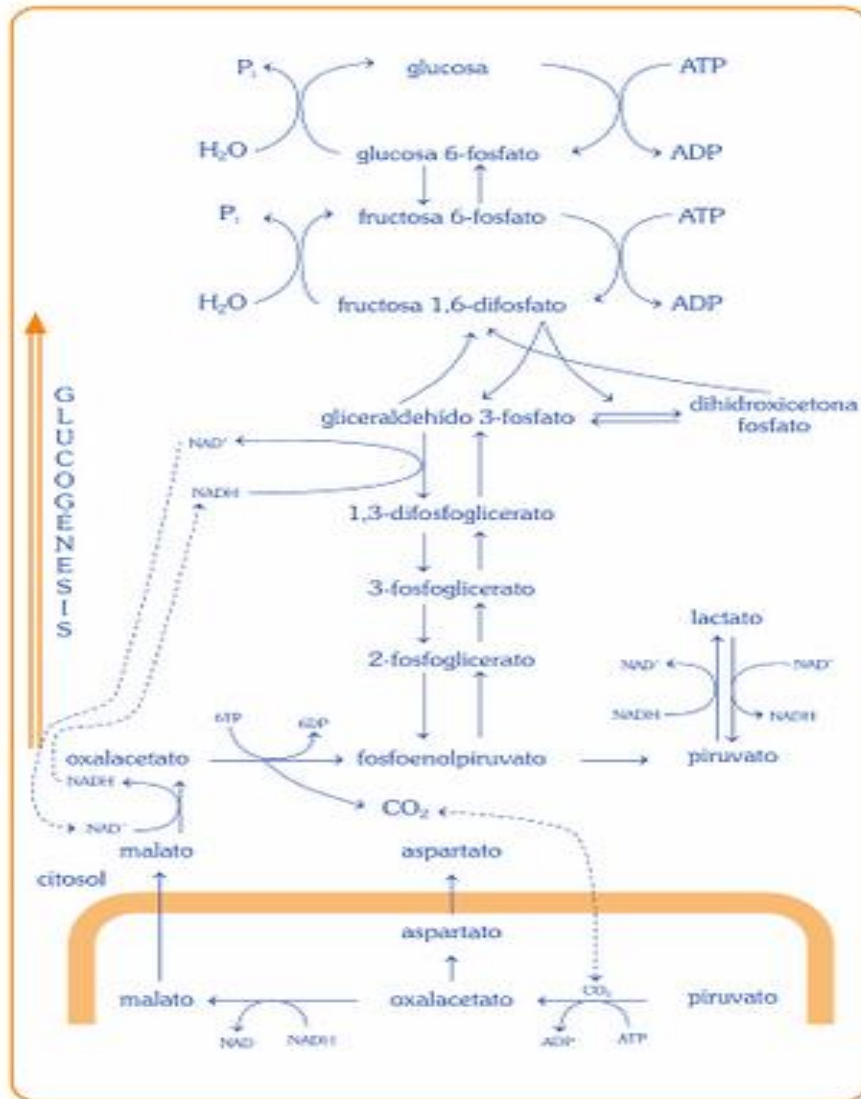 Pi glucosa ATP
H₂O glucosa 6-fosfato ADP
Pi fructosa 6-fosfato ATP
H₂O fructosa 1,6-difosfato ADP
GLUCOGENESIS
gliceraldehído 3-fosfato
dihidroxicetona
fosfato
NAD⁺
NADH
1,3-difosfoglicerato
3-fosfoglicerato
lactato
2-fosfoglicerato
NAD⁺ NAD⁺
NADH NADH
GTP GDP
oxalacetato fosfoenolpiruvato piruvato
NADH
CO₂
NAD⁺
malato aspartato
citosol
aspartato
CO₂
malato oxalacetato piruvato
NAD⁺ NADH ADP ATP